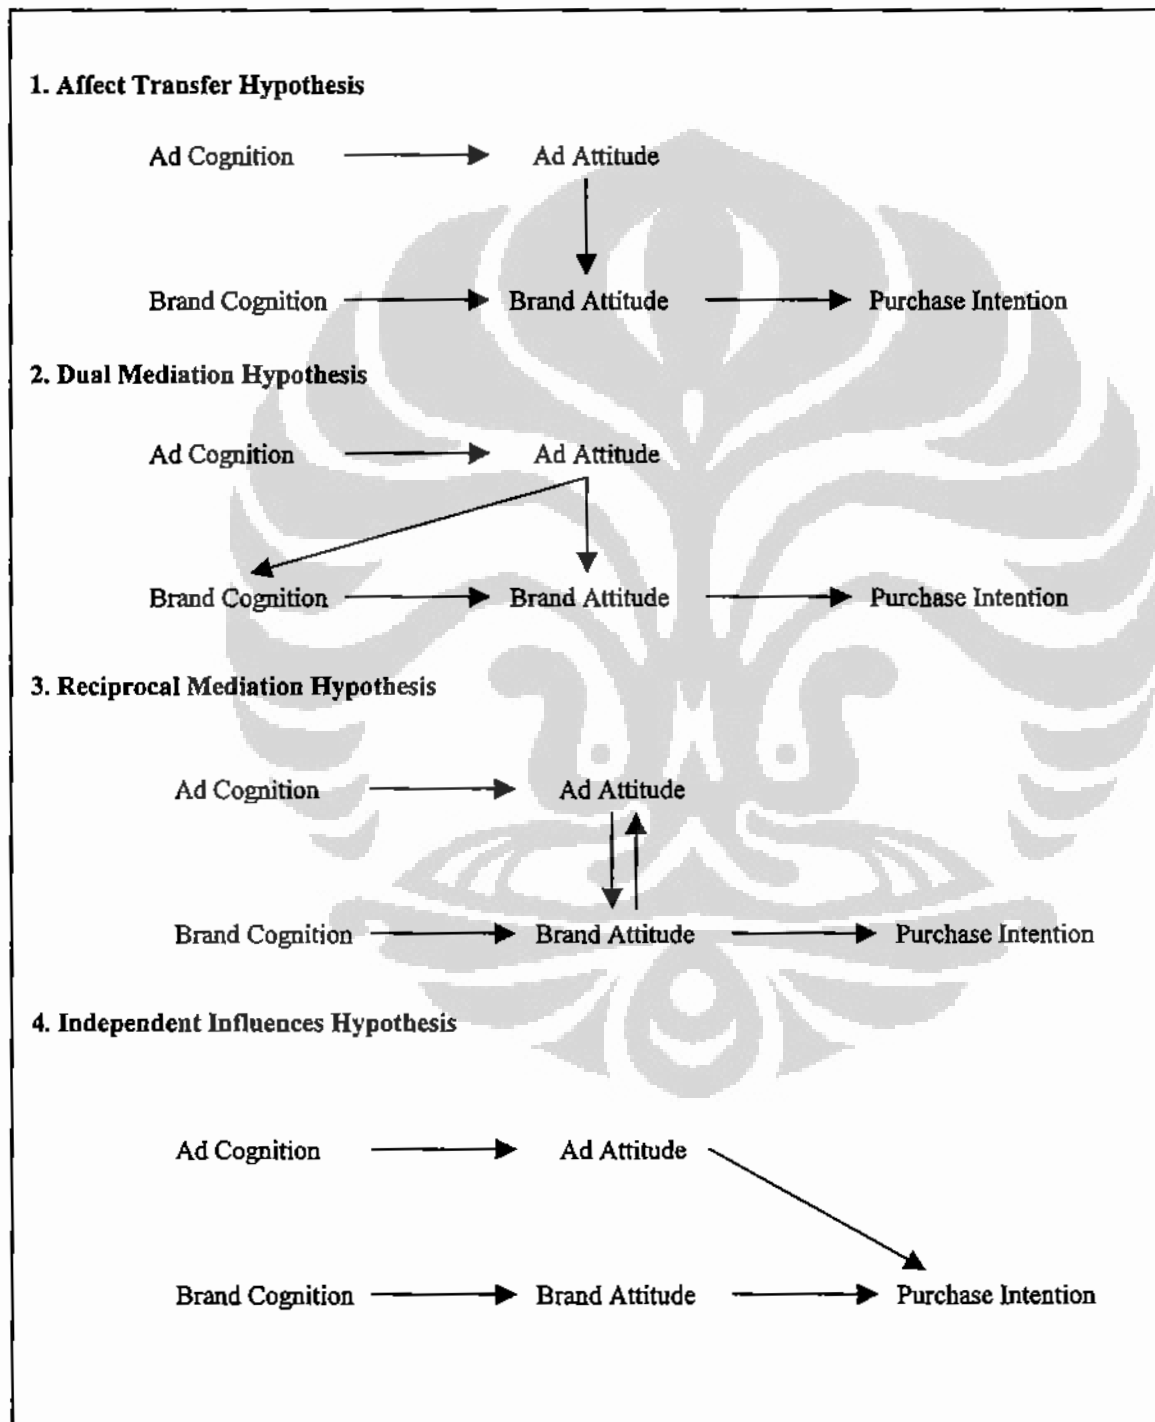 1. Affect Transfer Hypothesis
Ad Cognition Ad Attitude
Brand Cognition Brand Attitude Purchase Intention
2. Dual Mediation Hypothesis
Ad Cognition Ad Attitude
Brand Cognition Brand Attitude Purchase Intention
3. Reciprocal Mediation Hypothesis
Ad Cognition Ad Attitude
Brand Cognition Brand Attitude Purchase Intention
4. Independent Influences Hypothesis
Ad Cognition Ad Attitude
Brand Cognition Brand Attitude Purchase Intention